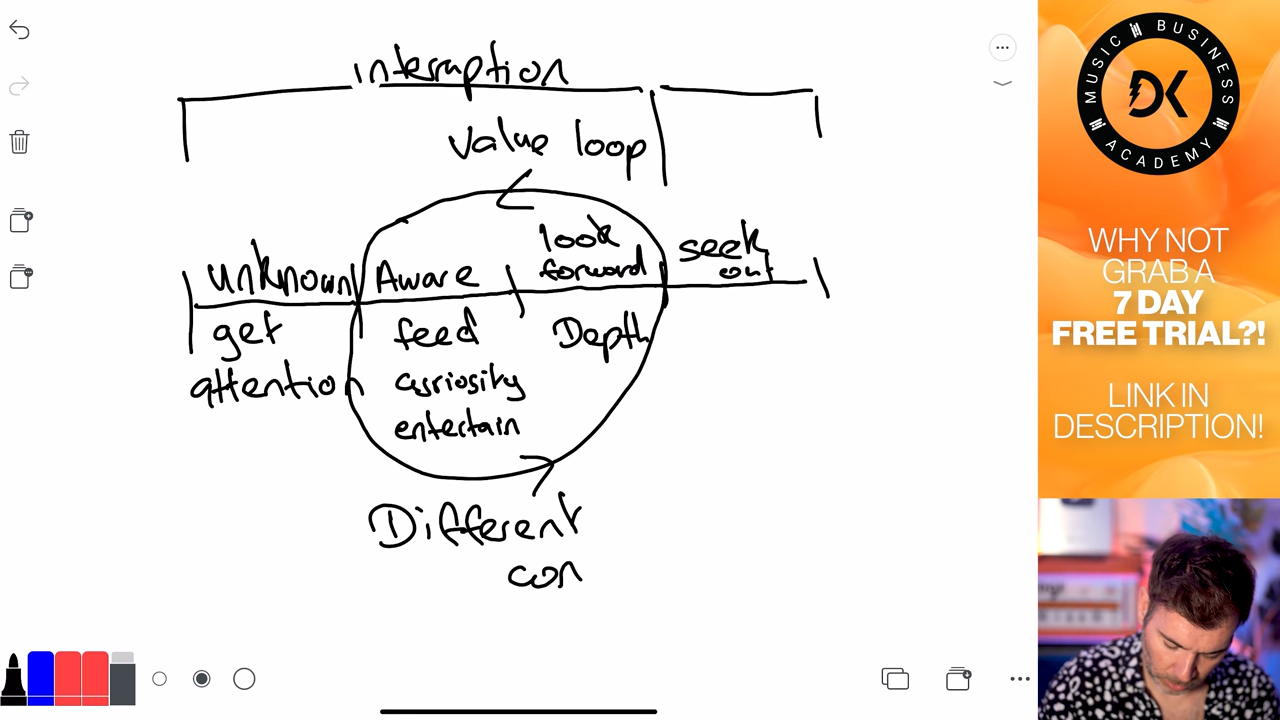 interruption
value loop
look
forward
seek
out
unknown
Aware
get
attention
feed
curiosity
entertain
Depth
Different
con
MUSIC BUSINESS
DK
ACADEMY
WHY NOT
GRAB A
7 DAY
FREE TRIAL?!
LINK IN
DESCRIPTION!